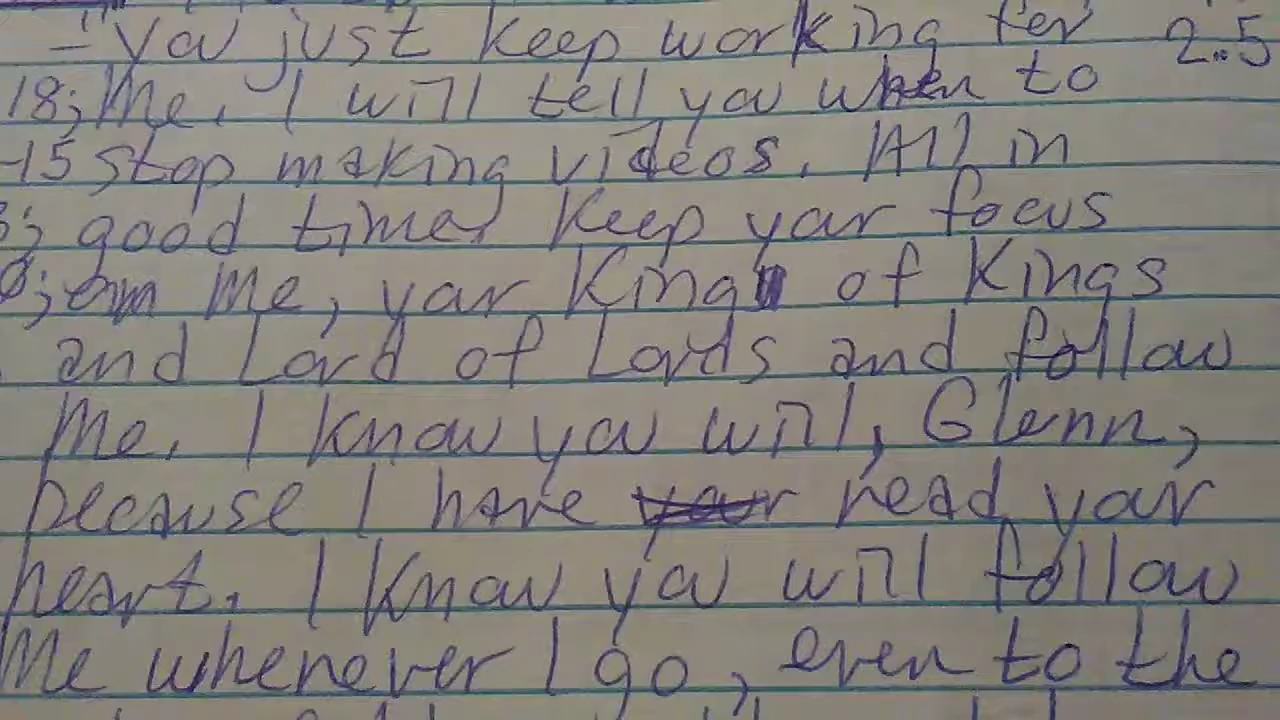 - you just keep working for 2..5
18; Me. I will tell you when to
-15 stop making videos. All in
3; good time! Keep your focus
0; on Me, your King of Kings
and Lord of Lords and follow
Me. I know you will, Glenn,
because I have your read your
heart. I know you will follow
Me whenever I go, even to the